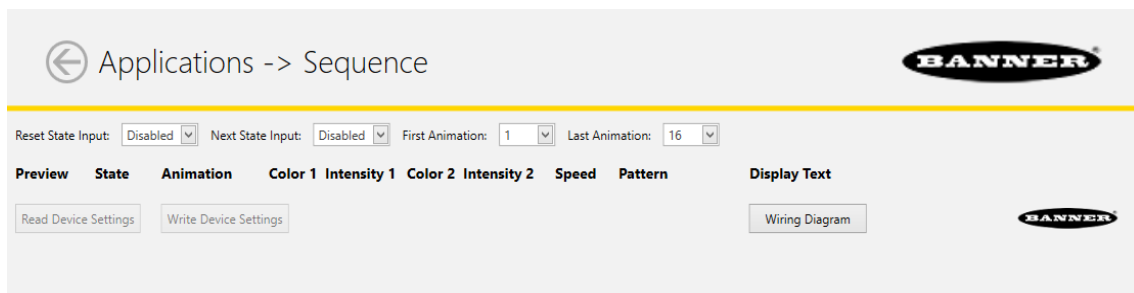 Applications -> Sequence BANNER
Reset State Input: Disabled Next State Input: Disabled First Animation: 1 Last Animation: 16
Preview State Animation Color 1 Intensity 1 Color 2 Intensity 2 Speed Pattern Display Text
Read Device Settings Write Device Settings Wiring Diagram BANNER